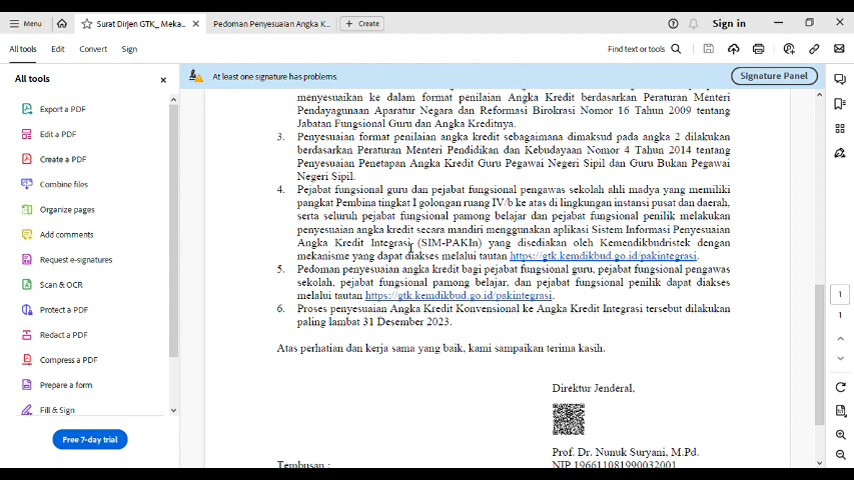 Menu
Surat Dirjen GTK_ Meka...
Pedoman Penyesuaian Angka K...
+ Create
Sign in
All tools
Edit
Convert
Sign
Find text or tools
All tools
At least one signature has problems.
Signature Panel
Export a PDF
Edit a PDF
Create a PDF
Combine files
Organize pages
Add comments
Request e-signatures
Scan & OCR
Protect a PDF
Redact a PDF
Compress a PDF
Prepare a form
Fill & Sign
Free 7-day trial
menyesuaikan ke dalam format penilaian Angka Kredit berdasarkan Peraturan Menteri
Pendayagunaan Aparatur Negara dan Reformasi Birokrasi Nomor 16 Tahun 2009 tentang
Jabatan Fungsional Guru dan Angka Kreditnya.
3. Penyesuaian format penilaian angka kredit sebagaimana dimaksud pada angka 2 dilakukan
berdasarkan Peraturan Menteri Pendidikan dan Kebudayaan Nomor 4 Tahun 2014 tentang
Penyesuaian Penetapan Angka Kredit Guru Pegawai Negeri Sipil dan Guru Bukan Pegawai
Negeri Sipil.
4. Pejabat fungsional guru dan pejabat fungsional pengawas sekolah ahli madya yang memiliki
pangkat Pembina tingkat I golongan ruang IV/b ke atas di lingkungan instansi pusat dan daerah,
serta seluruh pejabat fungsional pamong belajar dan pejabat fungsional penilik melakukan
penyesuaian angka kredit secara mandiri menggunakan aplikasi Sistem Informasi Penyesuaian
Angka Kredit Integrasi (SIM-PAKIn) yang disediakan oleh Kemendikbudristek dengan
mekanisme yang dapat diakses melalui tautan https://gtk.kemdikbud.go.id/pakintegrasi.
5. Pedoman penyesuaian angka kredit bagi pejabat fungsional guru, pejabat fungsional pengawas
sekolah, pejabat fungsional pamong belajar, dan pejabat fungsional penilik dapat diakses
melalui tautan https://gtk.kemdikbud.go.id/pakintegrasi.
6. Proses penyesuaian Angka Kredit Konvensional ke Angka Kredit Integrasi tersebut dilakukan
paling lambat 31 Desember 2023.
Atas perhatian dan kerja sama yang baik, kami sampaikan terima kasih.
Direktur Jenderal,
Prof. Dr. Nunuk Suryani, M.Pd.
NIP 196611081990032001
Tembusan :
1
1